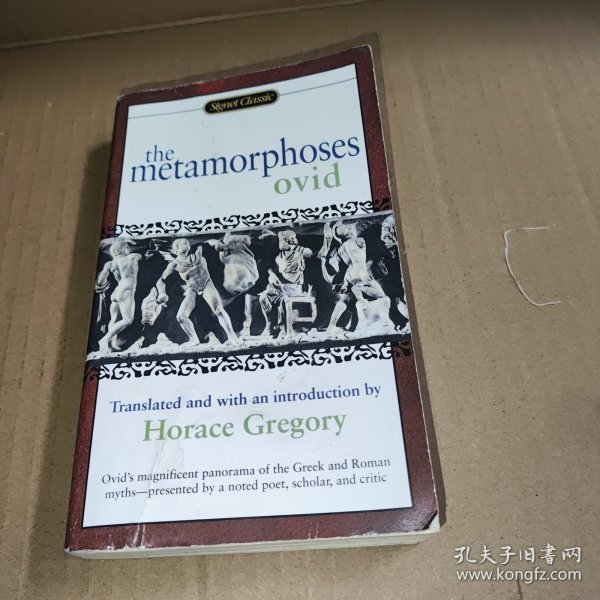 Signet Classic
the
metamorphoses
ovid
Translated and with an introduction by
Horace Gregory
Ovid's magnificent panorama of the Greek and Roman
myths—presented by a noted poet, scholar, and critic
孔夫子旧书网
www.kongfz.com